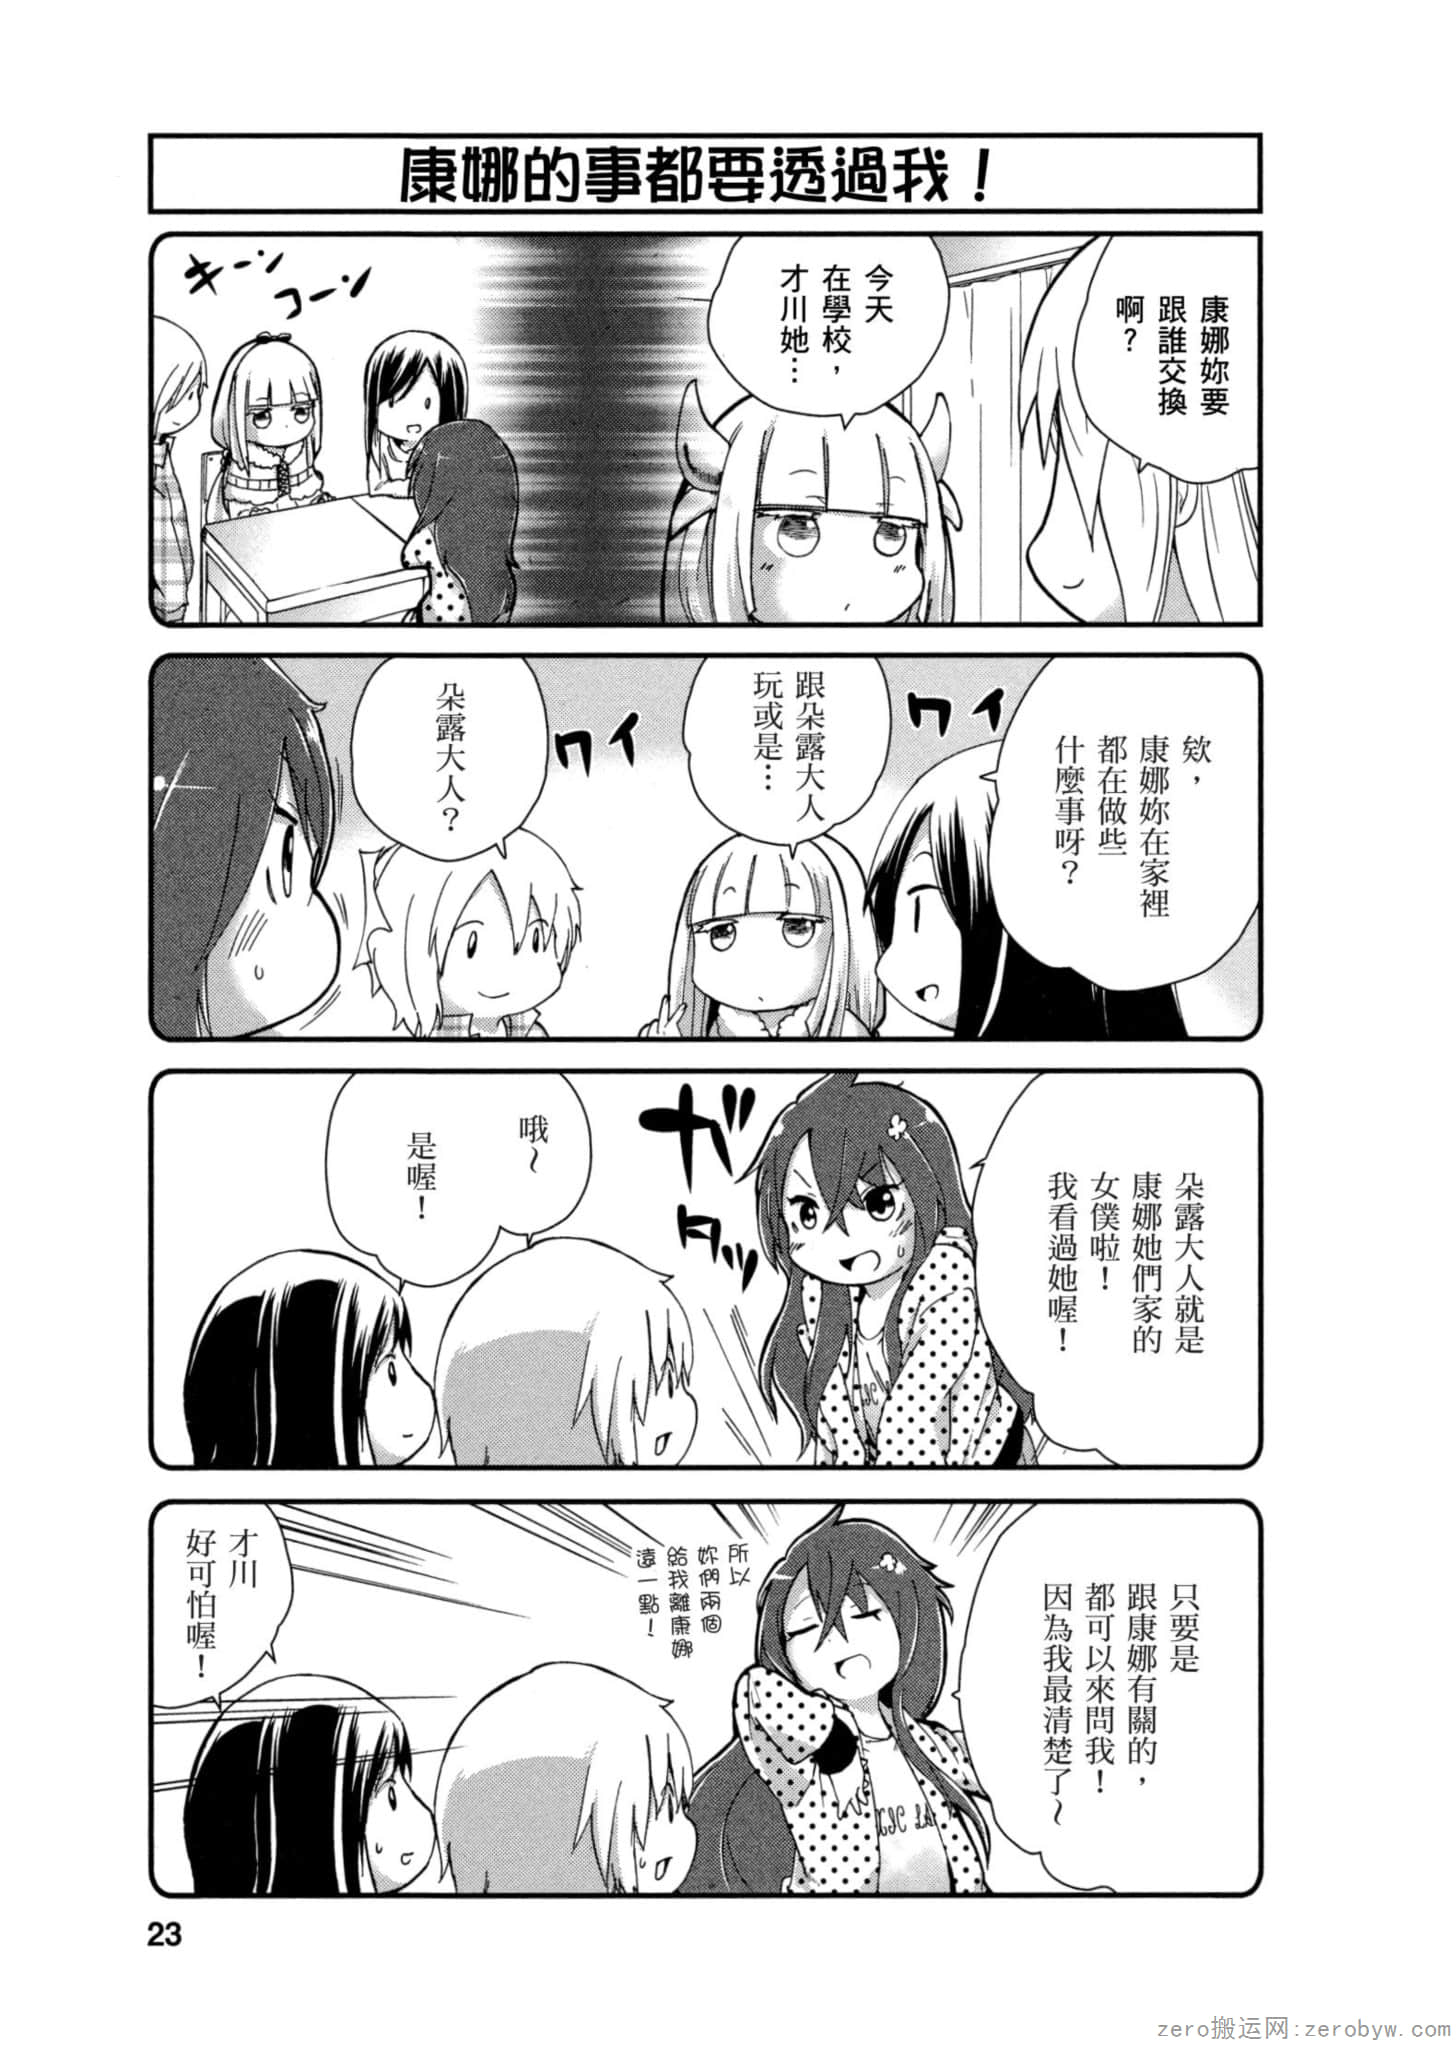 康娜的事都要透過我！
康娜妳要
跟誰交換
啊？
今天
在學校，
才川她…
キーン
コーン
欸，
康娜妳在家裡
都在做些
什麼事呀？
ワイ
跟朵露大人
玩或是…
ワイ
朵露大人？
朵露大人就是
康娜她們家的
女僕啦！
我看過她喔！
ガタッ
哦～
是喔！
只要是
跟康娜有關的，
都可以來問我！
因為我最清楚了～
所以
妳們兩個
給我離康娜
遠一點！
才川
好可怕喔！
23
zero搬运网:zerobyw.com